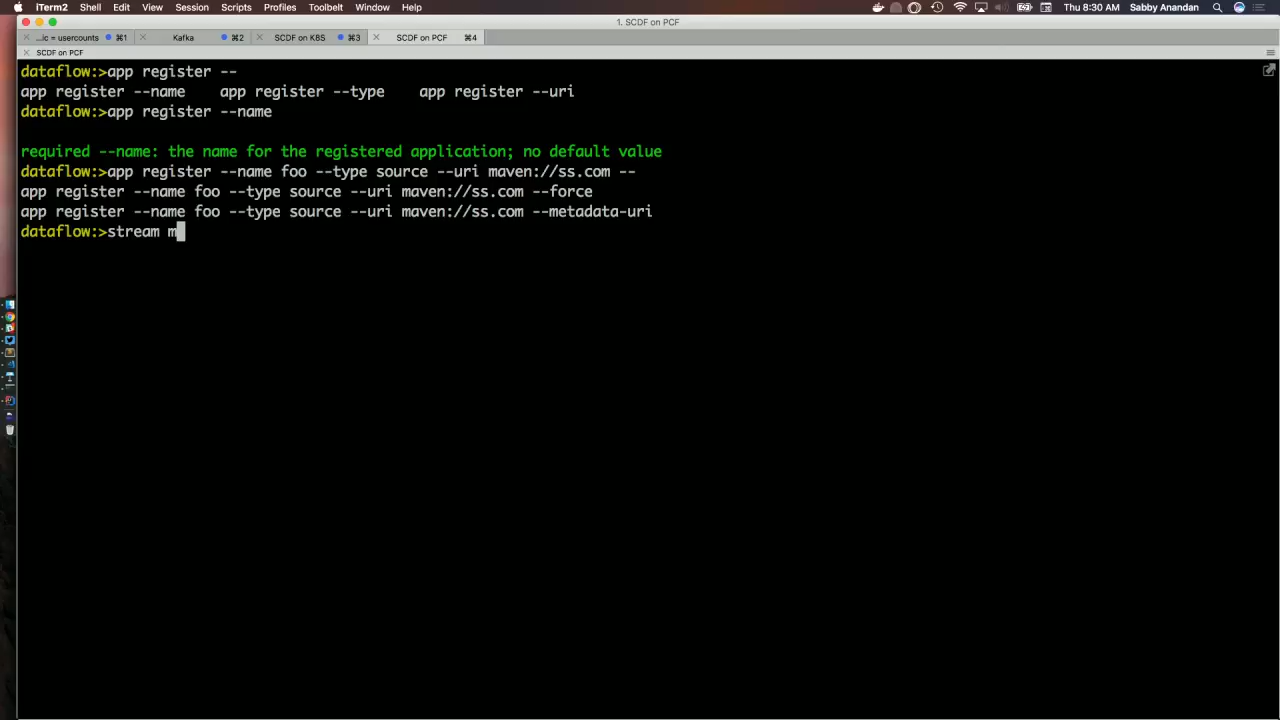 iTerm2 Shell Edit View Session Scripts Profiles Toolbelt Window Help Thu 8:30 AM Sabby Anandan
1. SCDF on PCF
...ic = usercounts ⌘1 Kafka ⌘2 SCDF on K8S ⌘3 SCDF on PCF ⌘4
SCDF on PCF
dataflow:>app register --
app register --name app register --type app register --uri
dataflow:>app register --name
required --name: the name for the registered application; no default value
dataflow:>app register --name foo --type source --uri maven://ss.com --
app register --name foo --type source --uri maven://ss.com --force
app register --name foo --type source --uri maven://ss.com --metadata-uri
dataflow:>stream m